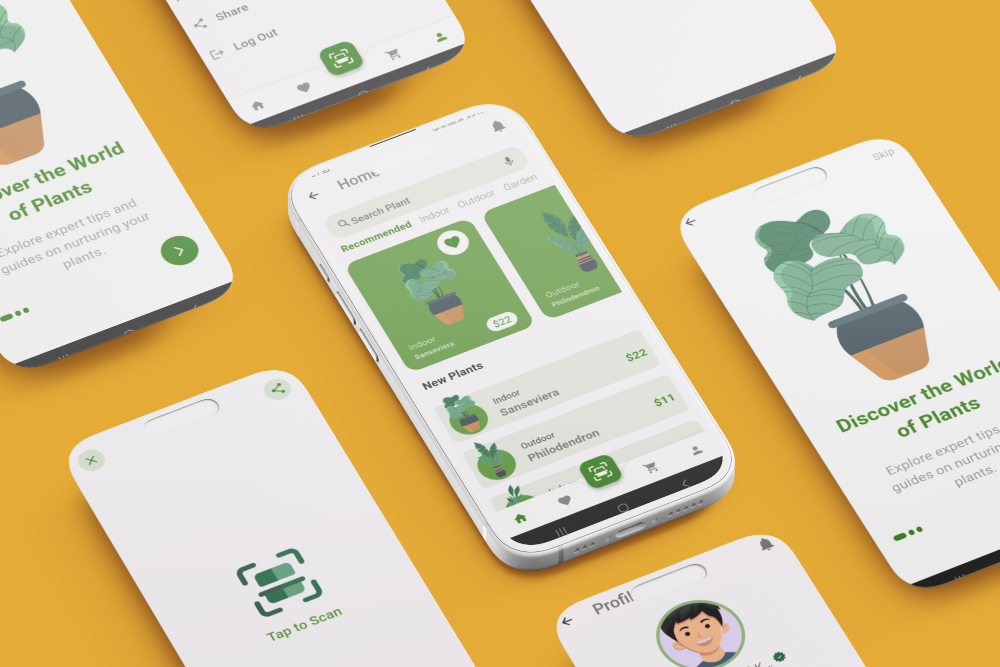 Share
Log Out
over the World
of Plants
Explore expert tips and
guides on nurturing your
plants.
Home
Search Plant
Recommended Indoor Outdoor Garden
Indoor
Sanseviera
$22
Outdoor
Philodendron
New Plants
Indoor
Sanseviera
$22
Outdoor
Philodendron
$11
Skip
Discover the World
of Plants
Explore expert tips
guides on nurturing
plants.
Tap to Scan
Profil